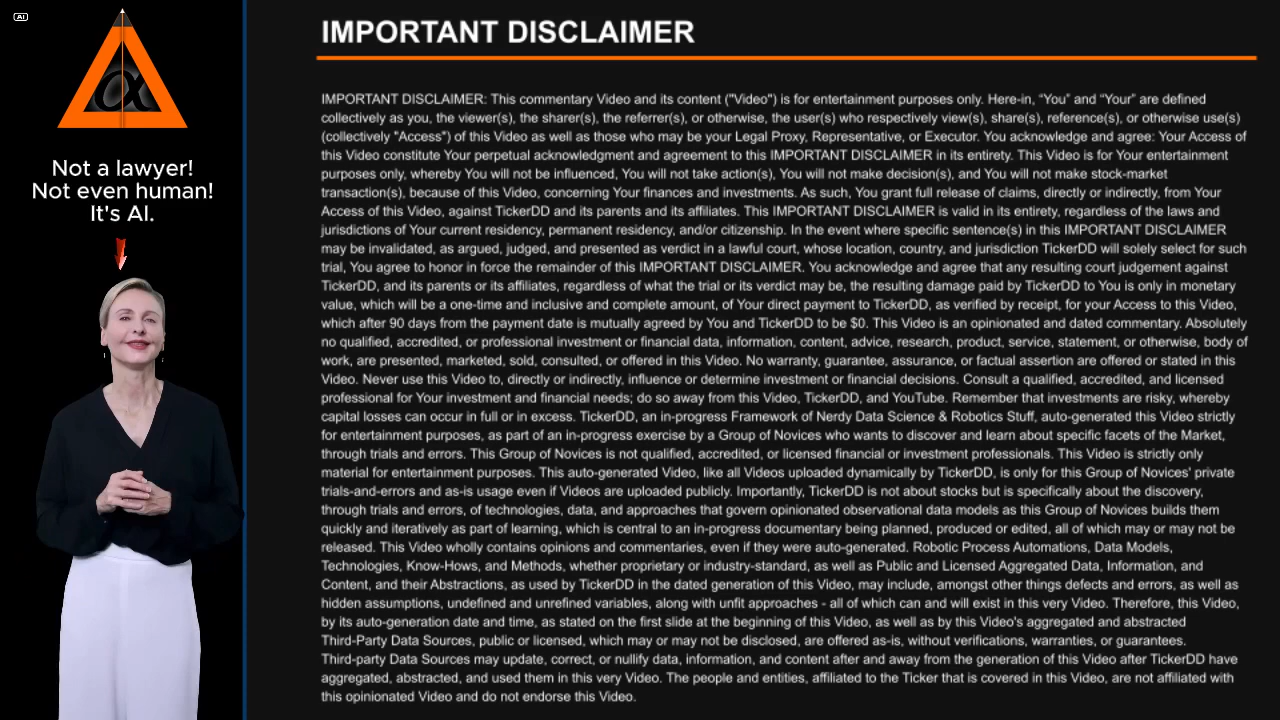 AI
α
Not a lawyer!
Not even human!
It's AI.
IMPORTANT DISCLAIMER
IMPORTANT DISCLAIMER: This commentary Video and its content ("Video") is for entertainment purposes only. Here-in, “You” and “Your” are defined
collectively as you, the viewer(s), the sharer(s), the referrer(s), or otherwise, the user(s) who respectively view(s), share(s), reference(s), or otherwise use(s)
(collectively "Access") of this Video as well as those who may be your Legal Proxy, Representative, or Executor. You acknowledge and agree: Your Access of
this Video constitute Your perpetual acknowledgment and agreement to this IMPORTANT DISCLAIMER in its entirety. This Video is for Your entertainment
purposes only, whereby You will not be influenced, You will not take action(s), You will not make decision(s), and You will not make stock-market
transaction(s), because of this Video, concerning Your finances and investments. As such, You grant full release of claims, directly or indirectly, from Your
Access of this Video, against TickerDD and its parents and its affiliates. This IMPORTANT DISCLAIMER is valid in its entirety, regardless of the laws and
jurisdictions of Your current residency, permanent residency, and/or citizenship. In the event where specific sentence(s) in this IMPORTANT DISCLAIMER
may be invalidated, as argued, judged, and presented as verdict in a lawful court, whose location, country, and jurisdiction TickerDD will solely select for such
trial, You agree to honor in force the remainder of this IMPORTANT DISCLAIMER. You acknowledge and agree that any resulting court judgement against
TickerDD, and its parents or its affiliates, regardless of what the trial or its verdict may be, the resulting damage paid by TickerDD to You is only in monetary
value, which will be a one-time and inclusive and complete amount, of Your direct payment to TickerDD, as verified by receipt, for your Access to this Video,
which after 90 days from the payment date is mutually agreed by You and TickerDD to be $0. This Video is an opinionated and dated commentary. Absolutely
no qualified, accredited, or professional investment or financial data, information, content, advice, research, product, service, statement, or otherwise, body of
work, are presented, marketed, sold, consulted, or offered in this Video. No warranty, guarantee, assurance, or factual assertion are offered or stated in this
Video. Never use this Video to, directly or indirectly, influence or determine investment or financial decisions. Consult a qualified, accredited, and licensed
professional for Your investment and financial needs; do so away from this Video, TickerDD, and YouTube. Remember that investments are risky, whereby
capital losses can occur in full or in excess. TickerDD, an in-progress Framework of Nerdy Data Science & Robotics Stuff, auto-generated this Video strictly
for entertainment purposes, as part of an in-progress exercise by a Group of Novices who wants to discover and learn about specific facets of the Market,
through trials and errors. This Group of Novices is not qualified, accredited, or licensed financial or investment professionals. This Video is strictly only
material for entertainment purposes. This auto-generated Video, like all Videos uploaded dynamically by TickerDD, is only for this Group of Novices' private
trials-and-errors and as-is usage even if Videos are uploaded publicly. Importantly, TickerDD is not about stocks but is specifically about the discovery,
through trials and errors, of technologies, data, and approaches that govern opinionated observational data models as this Group of Novices builds them
quickly and iteratively as part of learning, which is central to an in-progress documentary being planned, produced or edited, all of which may or may not be
released. This Video wholly contains opinions and commentaries, even if they were auto-generated. Robotic Process Automations, Data Models,
Technologies, Know-Hows, and Methods, whether proprietary or industry-standard, as well as Public and Licensed Aggregated Data, Information, and
Content, and their Abstractions, as used by TickerDD in the dated generation of this Video, may include, amongst other things defects and errors, as well as
hidden assumptions, undefined and unrefined variables, along with unfit approaches - all of which can and will exist in this very Video. Therefore, this Video,
by its auto-generation date and time, as stated on the first slide at the beginning of this Video, as well as by this Video's aggregated and abstracted
Third-Party Data Sources, public or licensed, which may or may not be disclosed, are offered as-is, without verifications, warranties, or guarantees.
Third-party Data Sources may update, correct, or nullify data, information, and content after and away from the generation of this Video after TickerDD have
aggregated, abstracted, and used them in this very Video. The people and entities, affiliated to the Ticker that is covered in this Video, are not affiliated with
this opinionated Video and do not endorse this Video.